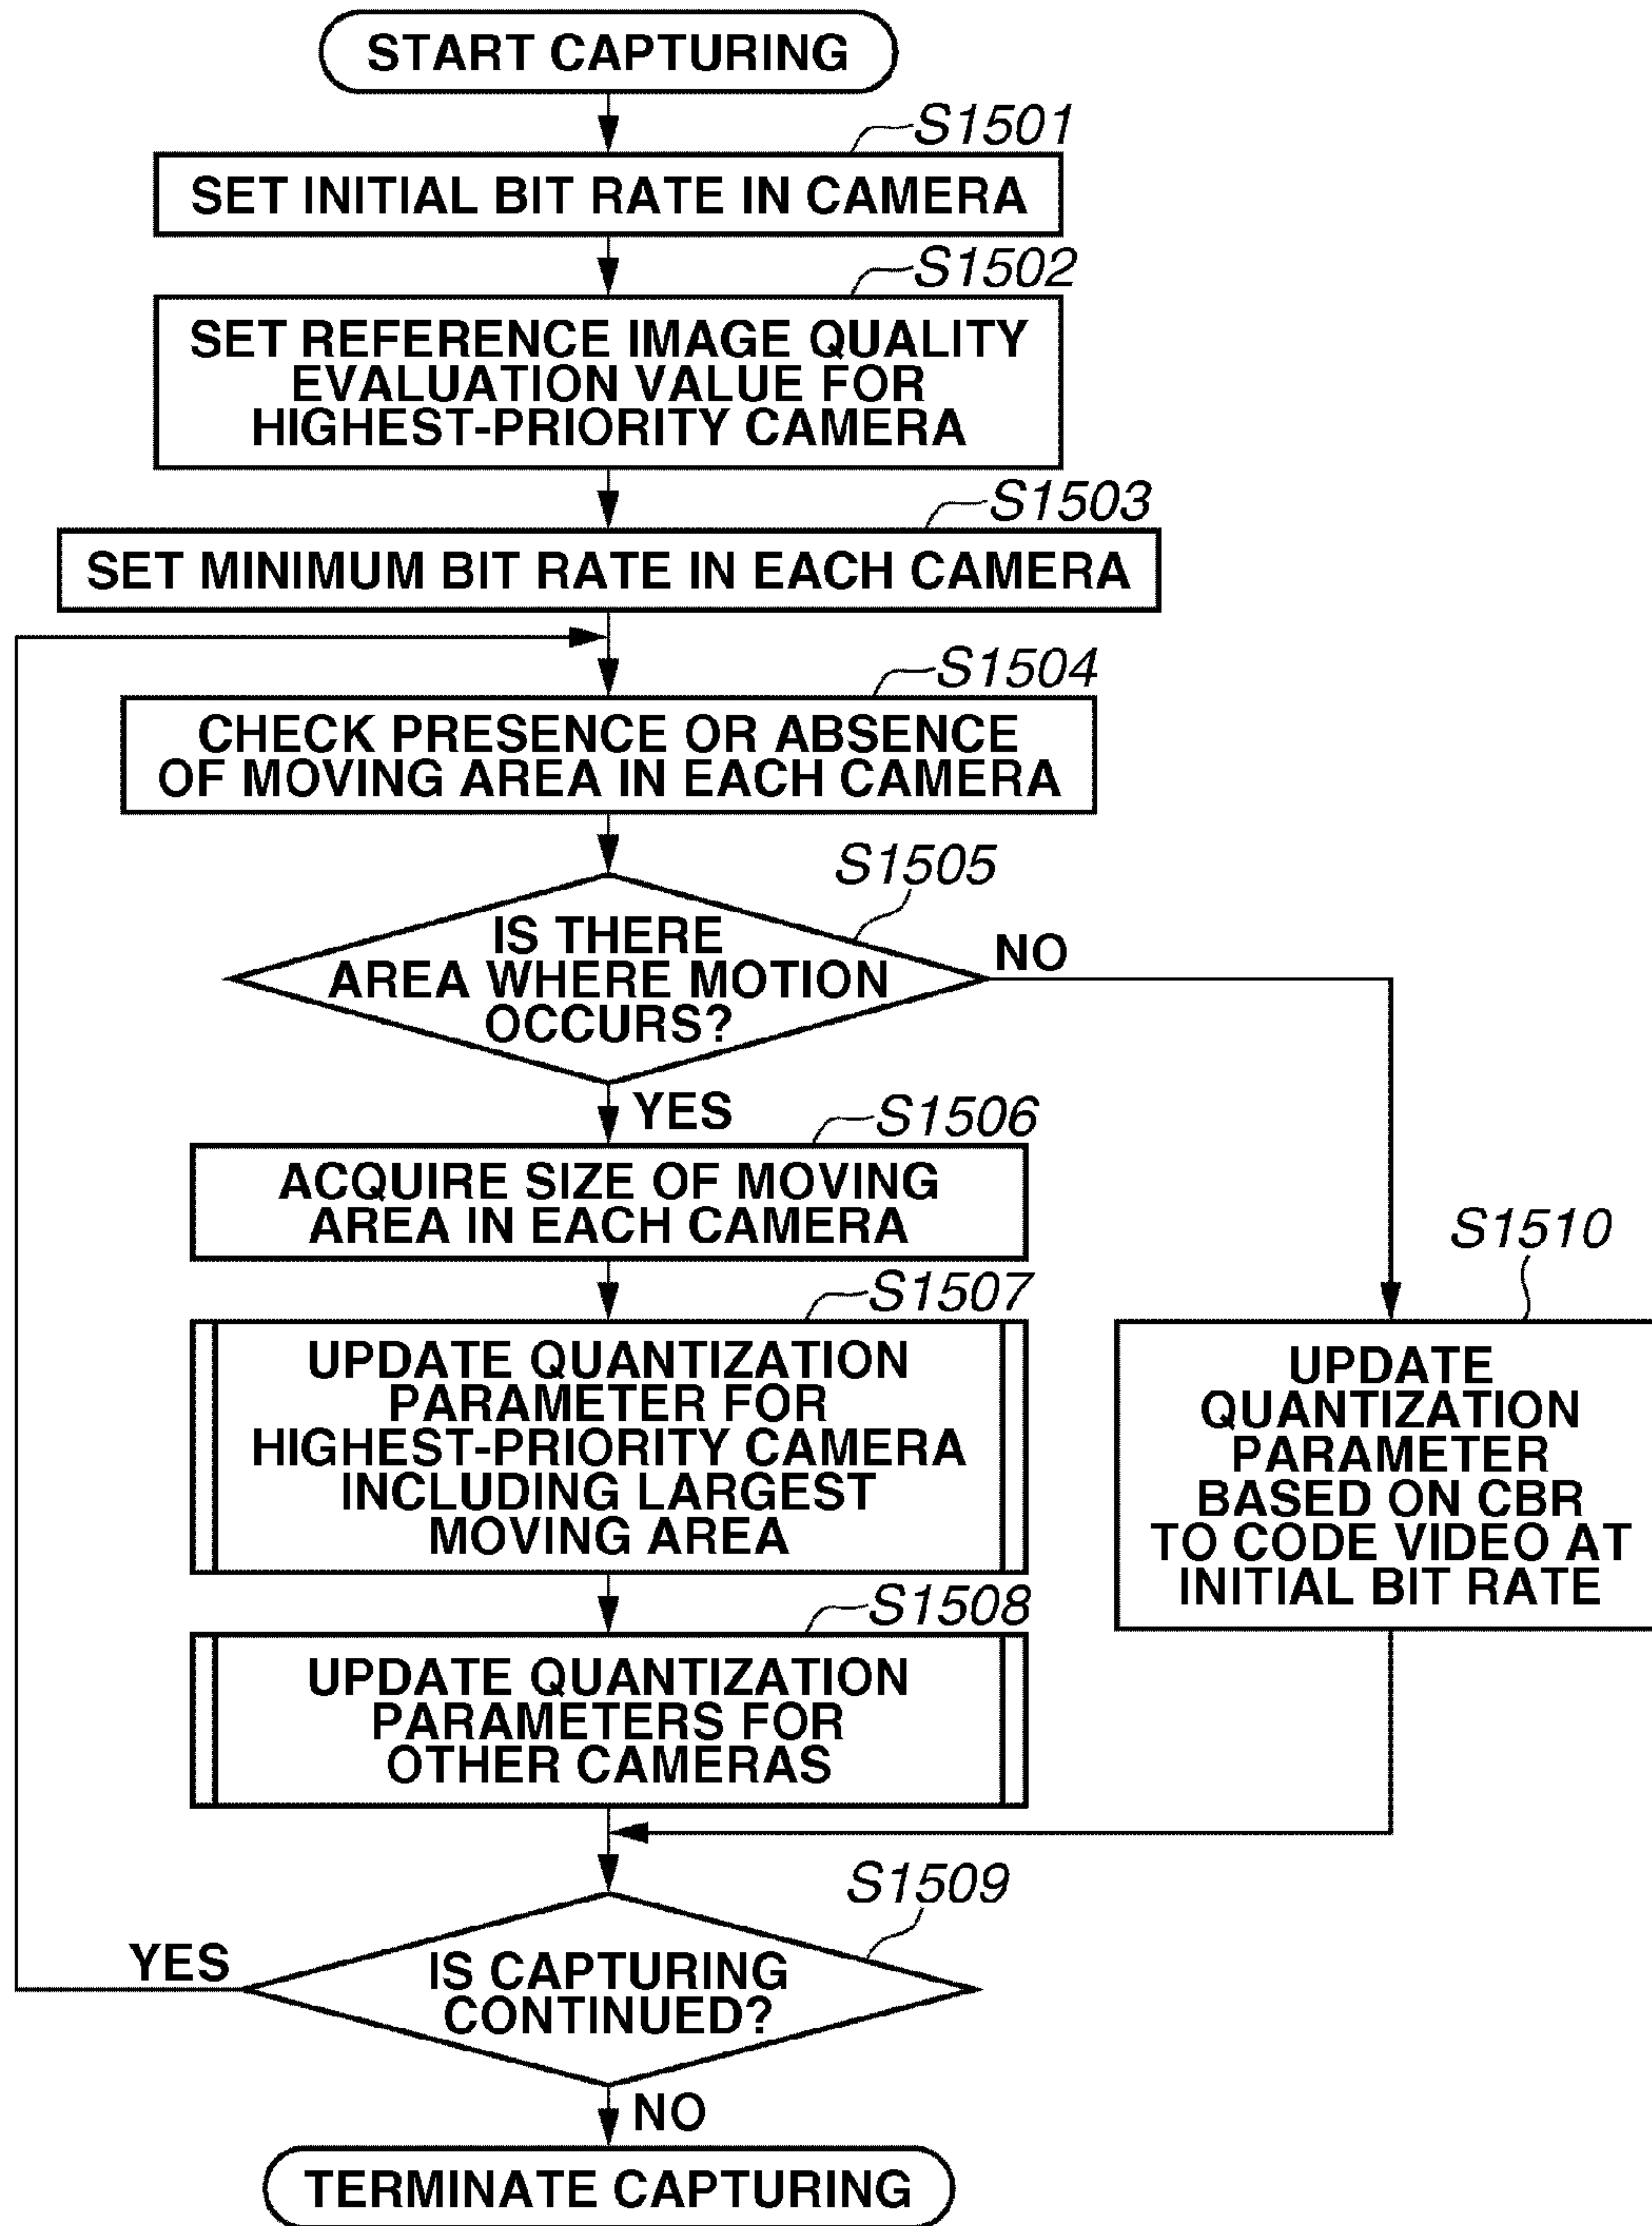 START CAPTURING
S1501
SET INITIAL BIT RATE IN CAMERA
S1502
SET REFERENCE IMAGE QUALITY
EVALUATION VALUE FOR
HIGHEST-PRIORITY CAMERA
S1503
SET MINIMUM BIT RATE IN EACH CAMERA
S1504
CHECK PRESENCE OR ABSENCE
OF MOVING AREA IN EACH CAMERA
S1505
IS THERE
AREA WHERE MOTION
OCCURS?
NO
YES
S1506
ACQUIRE SIZE OF MOVING
AREA IN EACH CAMERA
S1507
UPDATE QUANTIZATION
PARAMETER FOR
HIGHEST-PRIORITY CAMERA
INCLUDING LARGEST
MOVING AREA
S1510
UPDATE
QUANTIZATION
PARAMETER
BASED ON CBR
TO CODE VIDEO AT
INITIAL BIT RATE
S1508
UPDATE QUANTIZATION
PARAMETERS FOR
OTHER CAMERAS
S1509
YES
IS CAPTURING
CONTINUED?
NO
TERMINATE CAPTURING